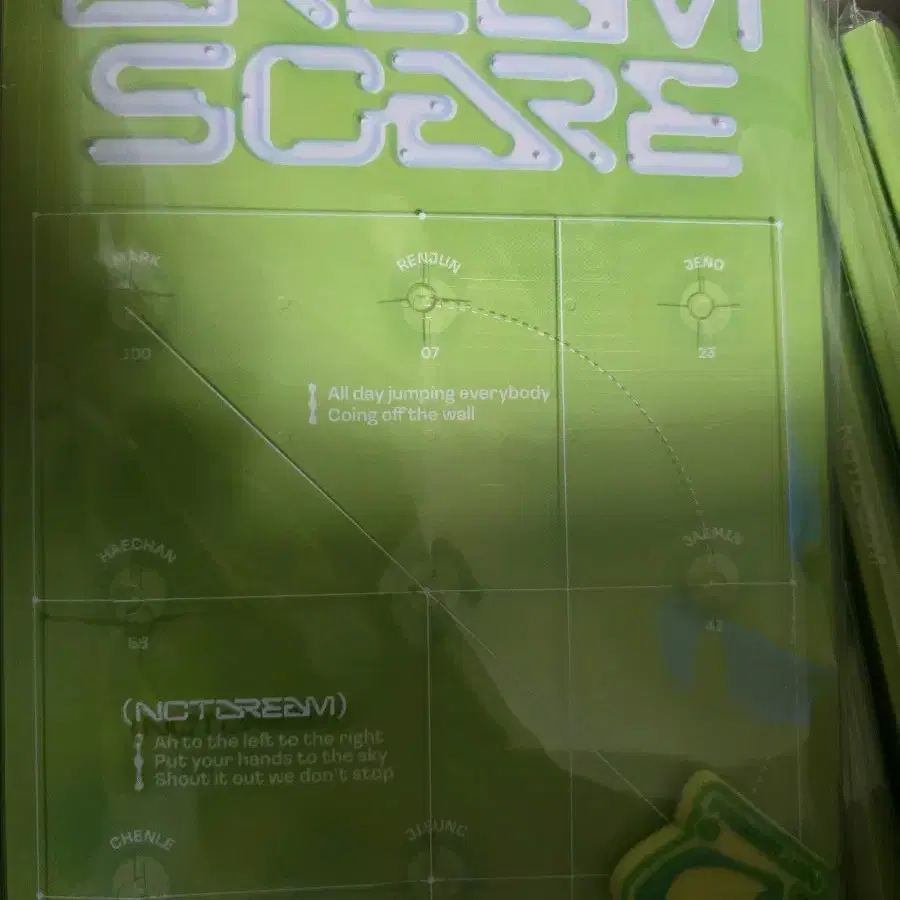 DREAM
SCAPE
MARK
RENJUN
JENO
100
07
23
All day jumping everybody
Going off the wall
HAECHAN
JAEMIN
(NCTDREAM)
Ah to the left to the right
Put your hands to the sky
Shout it out we don't stop
CHENLE
JISUNG